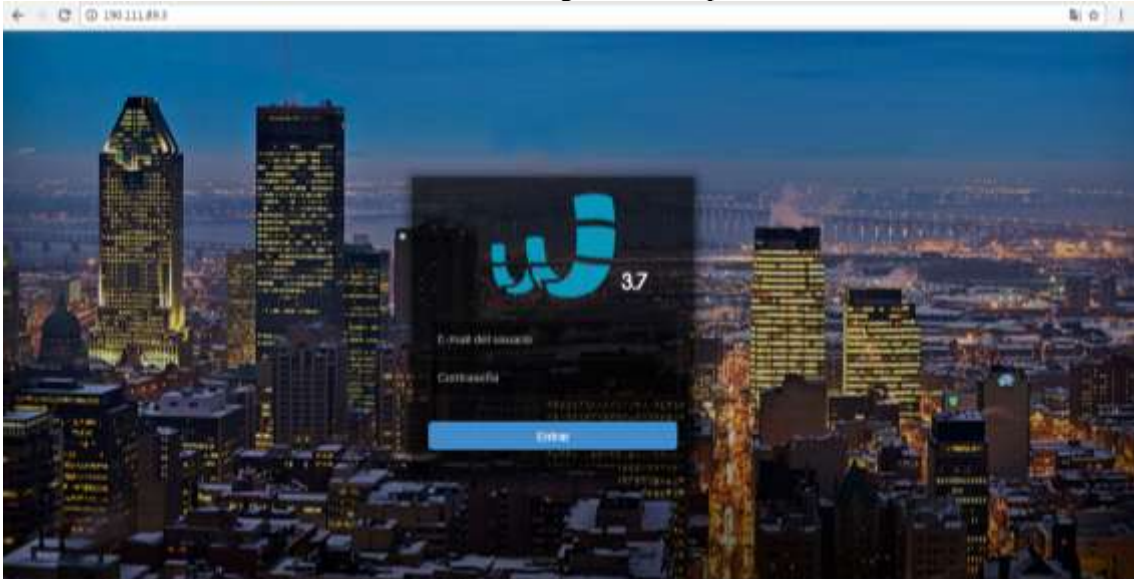 190.111.89.3
3.7
E-mail del usuario
Contraseña
Entrar